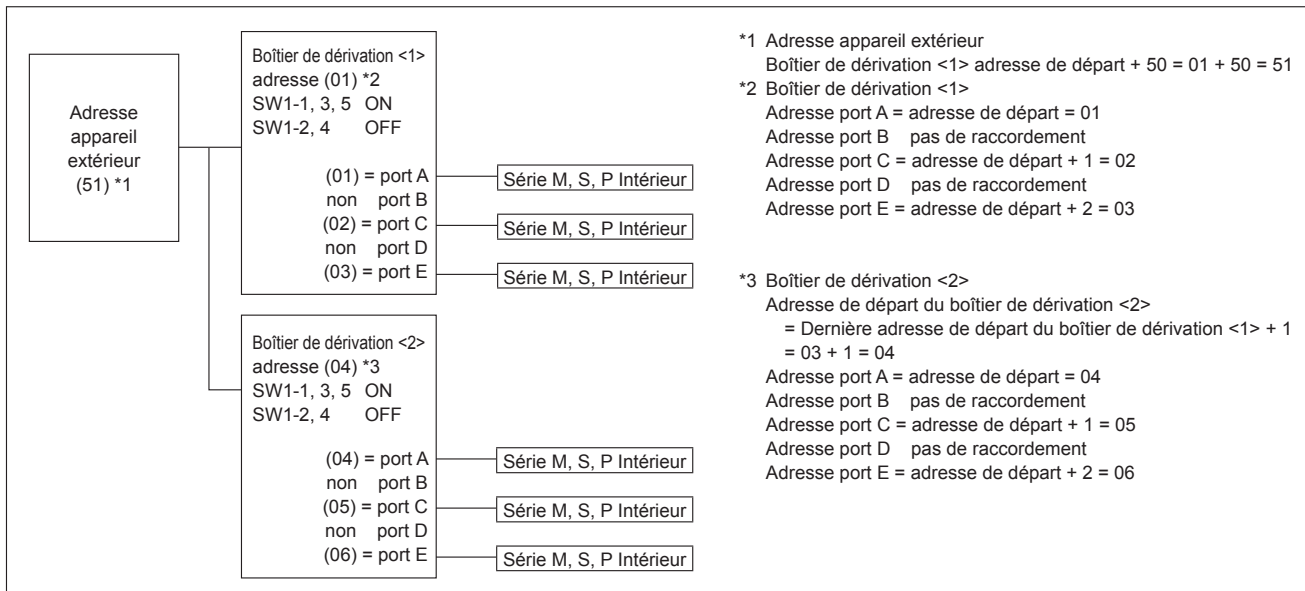 Adresse
appareil
extérieur
(51) *1
Boîtier de dérivation <1>
adresse (01) *2
SW1-1, 3, 5 ON
SW1-2, 4 OFF
(01) = port A
non port B
(02) = port C
non port D
(03) = port E
Série M, S, P Intérieur
Série M, S, P Intérieur
Série M, S, P Intérieur
Boîtier de dérivation <2>
adresse (04) *3
SW1-1, 3, 5 ON
SW1-2, 4 OFF
(04) = port A
non port B
(05) = port C
non port D
(06) = port E
Série M, S, P Intérieur
Série M, S, P Intérieur
Série M, S, P Intérieur
*1 Adresse appareil extérieur
Boîtier de dérivation <1> adresse de départ + 50 = 01 + 50 = 51
*2 Boîtier de dérivation <1>
Adresse port A = adresse de départ = 01
Adresse port B pas de raccordement
Adresse port C = adresse de départ + 1 = 02
Adresse port D pas de raccordement
Adresse port E = adresse de départ + 2 = 03
*3 Boîtier de dérivation <2>
Adresse de départ du boîtier de dérivation <2>
= Dernière adresse de départ du boîtier de dérivation <1> + 1
= 03 + 1 = 04
Adresse port A = adresse de départ = 04
Adresse port B pas de raccordement
Adresse port C = adresse de départ + 1 = 05
Adresse port D pas de raccordement
Adresse port E = adresse de départ + 2 = 06